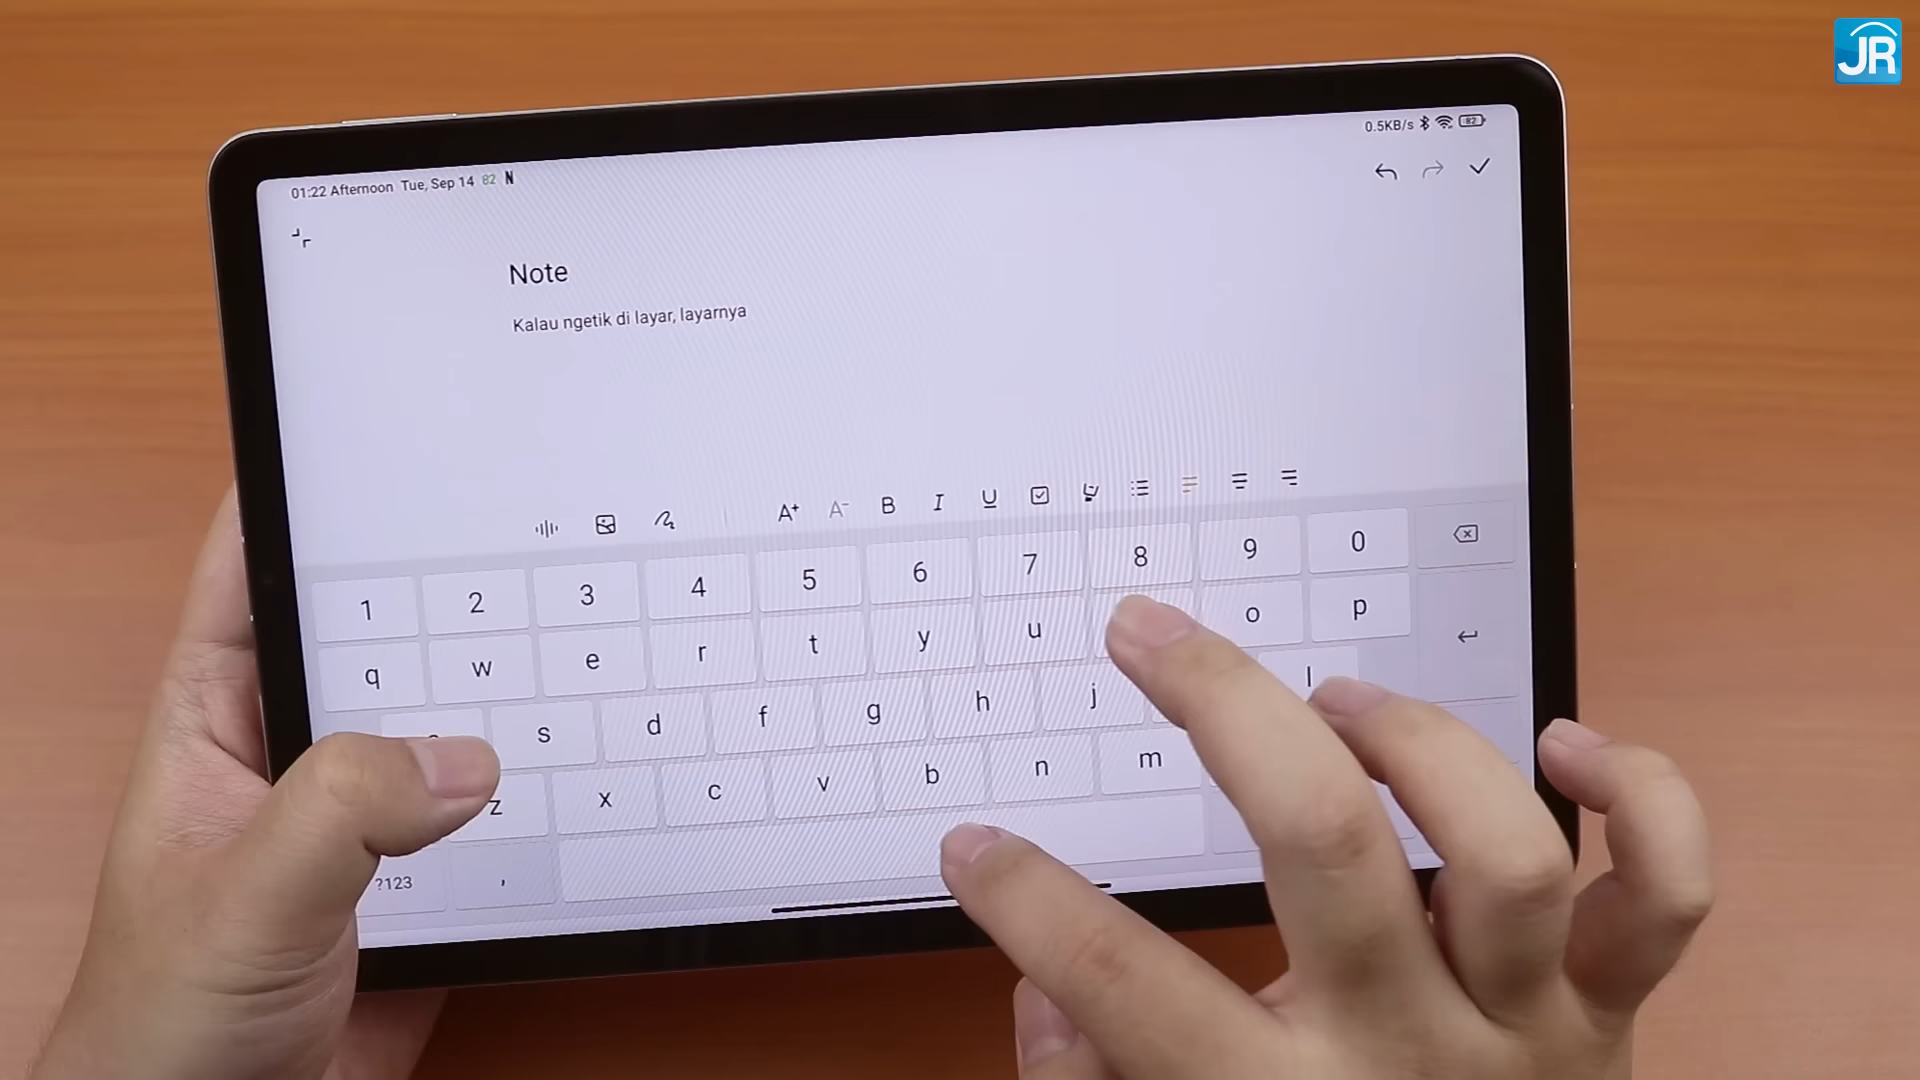 JR
0.5KB/s 82
01:22 Afternoon Tue, Sep 14 82 N
Note
Kalau ngetik di layar, layarnya
A+ A- B I U
1 2 3 4 5 6 7 8 9 0
q w e r t y u o p
s d f g h j l
z x c v b n m
?123 ,